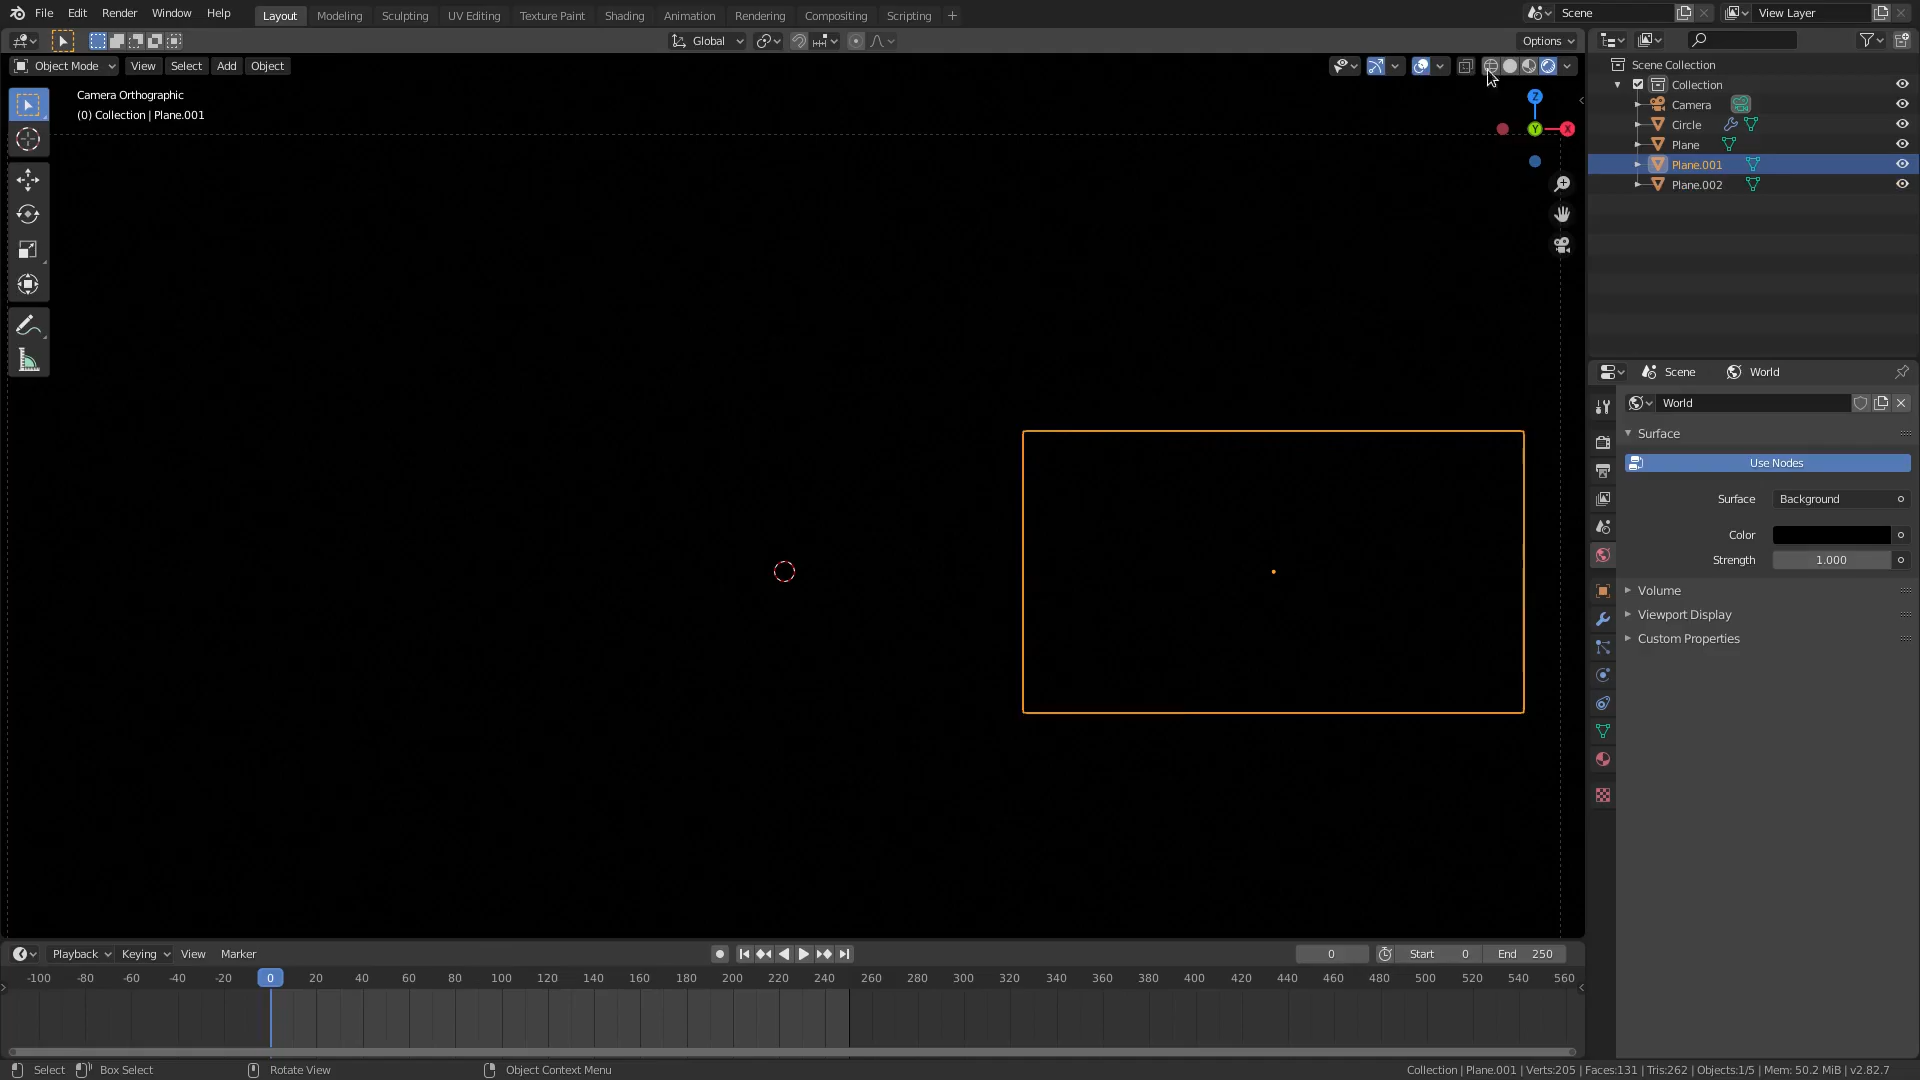 File Edit Render Window Help Layout Modeling Sculpting UV Editing Texture Paint Shading Animation Rendering Compositing Scripting + Scene View Layer
Global Options
Object Mode View Select Add Object
Camera Orthographic
(0) Collection | Plane.001
Z
Y X
Scene Collection
Collection
Camera
Circle
Plane
Plane.001
Plane.002
Scene World
World
Surface
Use Nodes
Surface Background
Color
Strength 1.000
Volume
Viewport Display
Custom Properties
Playback Keying View Marker 0 Start 0 End 250
-100 -80 -60 -40 -20 0 20 40 60 80 100 120 140 160 180 200 220 240 260 280 300 320 340 360 380 400 420 440 460 480 500 520 540 560
Select Box Select Rotate View Object Context Menu Collection | Plane.001 | Verts:205 | Faces:131 | Tris:262 | Objects:1/5 | Mem: 50.2 MiB | v2.82.7